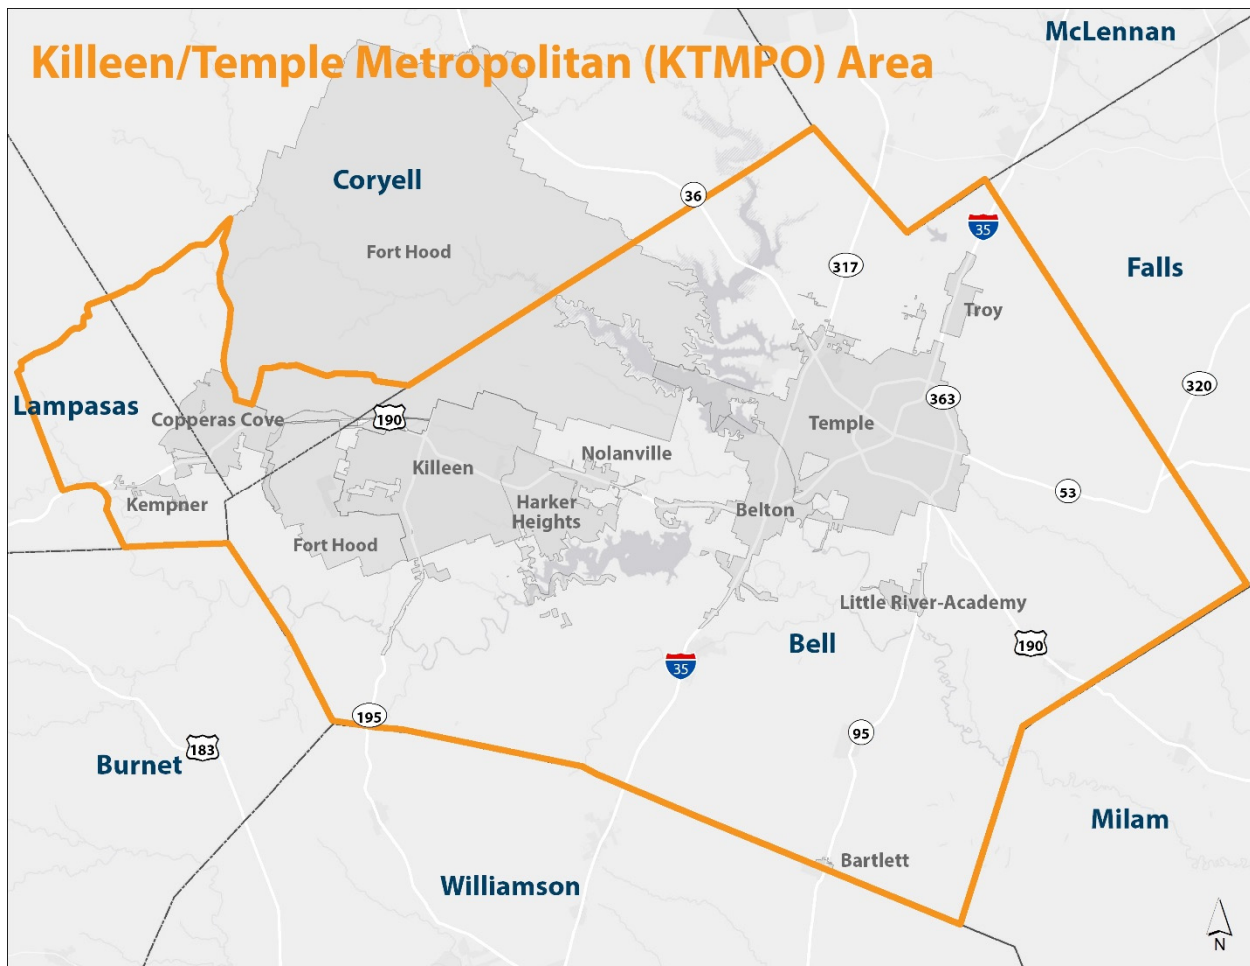 McLennan
Killeen/Temple Metropolitan (KTMPO) Area
Coryell
36
35
Fort Hood
317
Falls
Troy
320
363
Lampasas
Copperas Cove
190
Temple
Nolanville
Killeen
53
Kempner
Harker
Heights
Belton
Fort Hood
Little River-Academy
Bell
190
35
195
95
183
Burnet
Milam
Bartlett
Williamson
N